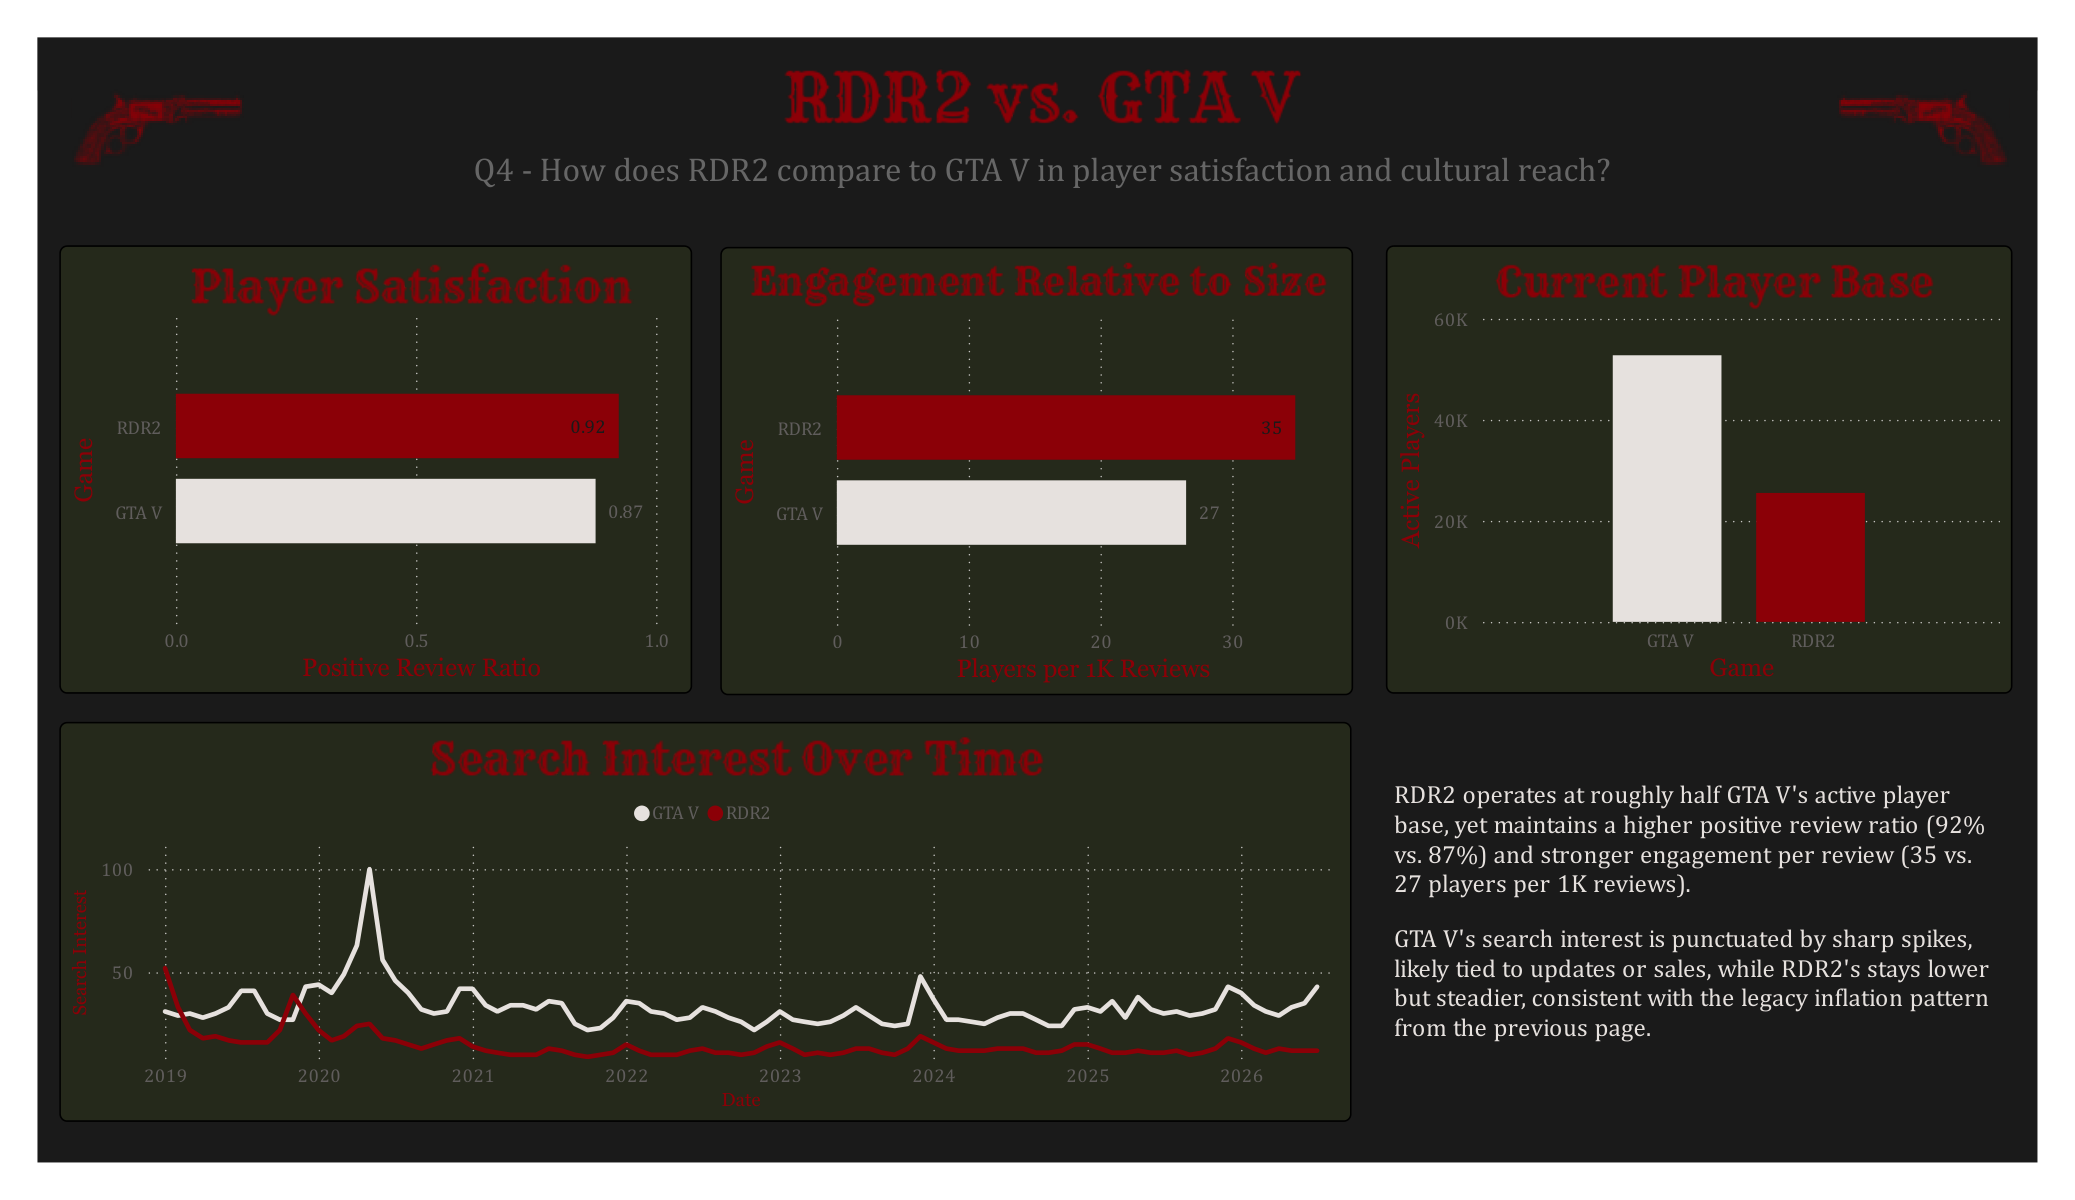 RDR2 vs. GTA V
Q4 - How does RDR2 compare to GTA V in player satisfaction and cultural reach?
Player Satisfaction
Game
RDR2
0.92
GTA V
0.87
0.0
0.5
1.0
Positive Review Ratio
Engagement Relative to Size
Game
RDR2
35
GTA V
27
0
10
20
30
Players per 1K Reviews
Current Player Base
Active Players
60K
40K
20K
0K
GTA V
RDR2
Game
Search Interest Over Time
GTA V
RDR2
Search Interest
100
50
2019
2020
2021
2022
2023
2024
2025
2026
Date
RDR2 operates at roughly half GTA V's active player
base, yet maintains a higher positive review ratio (92%
vs. 87%) and stronger engagement per review (35 vs.
27 players per 1K reviews).
GTA V's search interest is punctuated by sharp spikes,
likely tied to updates or sales, while RDR2's stays lower
but steadier, consistent with the legacy inflation pattern
from the previous page.